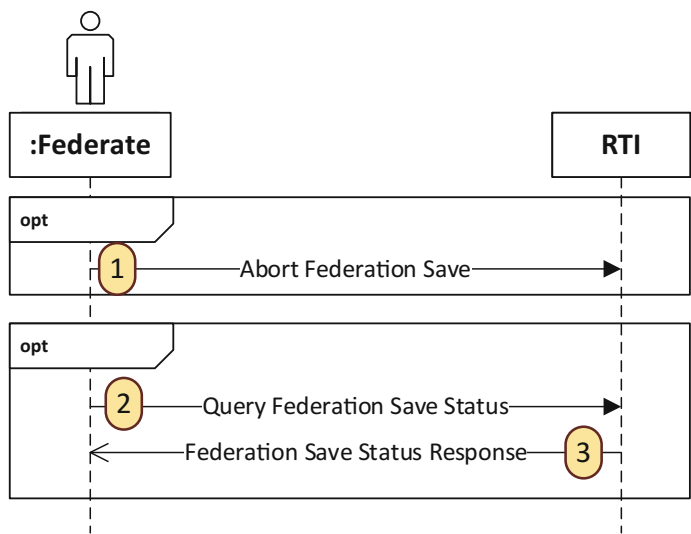 :Federate
RTI
opt
1
Abort Federation Save
opt
2
Query Federation Save Status
Federation Save Status Response
3